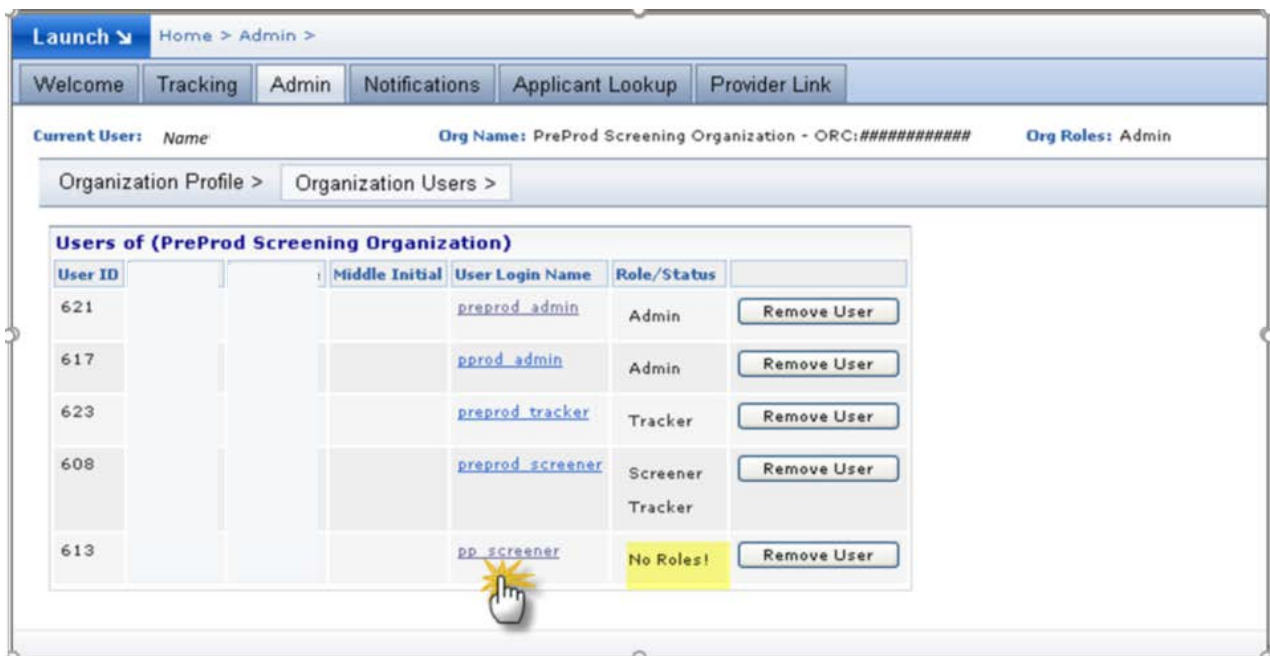 Launch Home > Admin >
Welcome Tracking Admin Notifications Applicant Lookup Provider Link
Current User: Name Org Name: PreProd Screening Organization - ORC:############ Org Roles: Admin
Organization Profile > Organization Users >
Users of (PreProd Screening Organization)
User ID Middle Initial User Login Name Role/Status
621 preprod_admin Admin Remove User
617 pprod_admin Admin Remove User
623 preprod_tracker Tracker Remove User
608 preprod_screener Screener Remove User
Tracker
613 pp_screener No Roles! Remove User